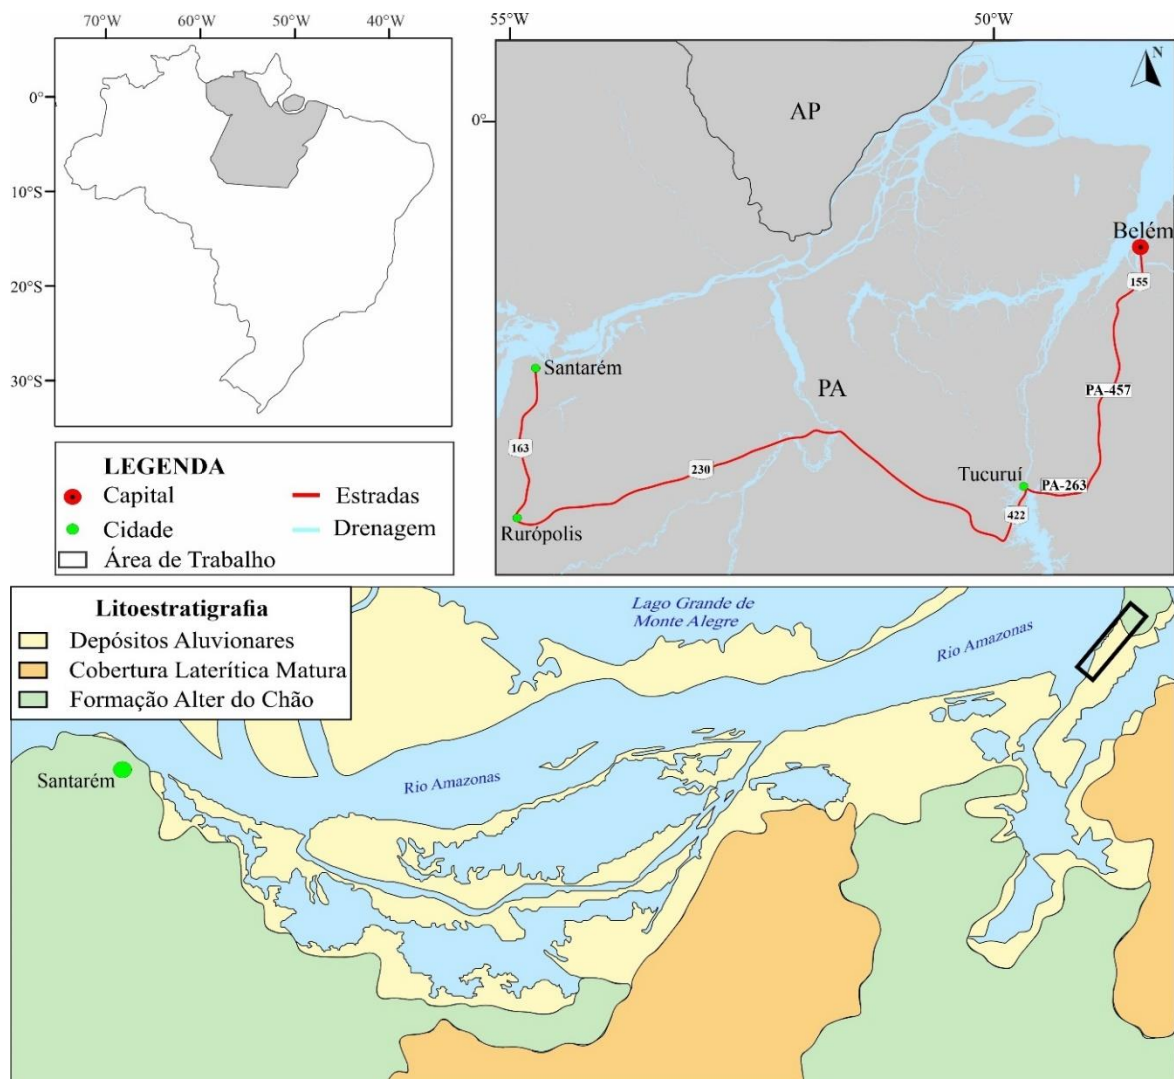 70°W
60°W
50°W
40°W
0°
10°S
20°S
30°S
LEGENDA
Capital
Estradas
Cidade
Drenagem
Área de Trabalho
55°W
50°W
0°
N
AP
Belém
155
Santarém
PA
PA-457
163
230
Tucuruí
PA-263
422
Rurópolis
Litoestratigrafia
Depósitos Aluvionares
Cobertura Laterítica Matura
Formação Alter do Chão
Lago Grande de
Monte Alegre
Rio Amazonas
Santarém
Rio Amazonas